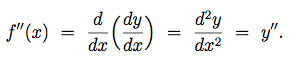 f″(x) = d/dx (dy/dx) = d²y/dx² = y″.